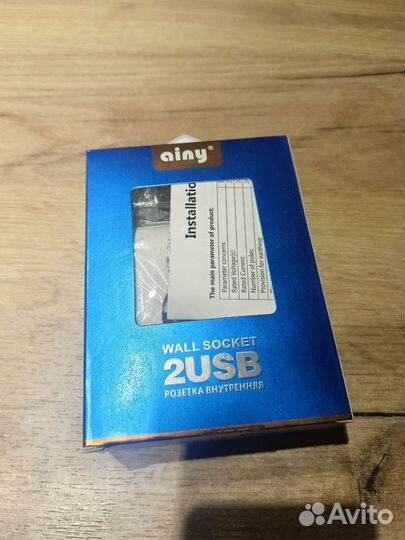 ainy®
Installatio
The main parameter of product:
Parameter concerns
Rated Voltage(s):
Rated Current
Number of poles:
Provision for earthing:
WALL SOCKET
2USB
РОЗЕТКА ВНУТРЕННЯЯ
Avito